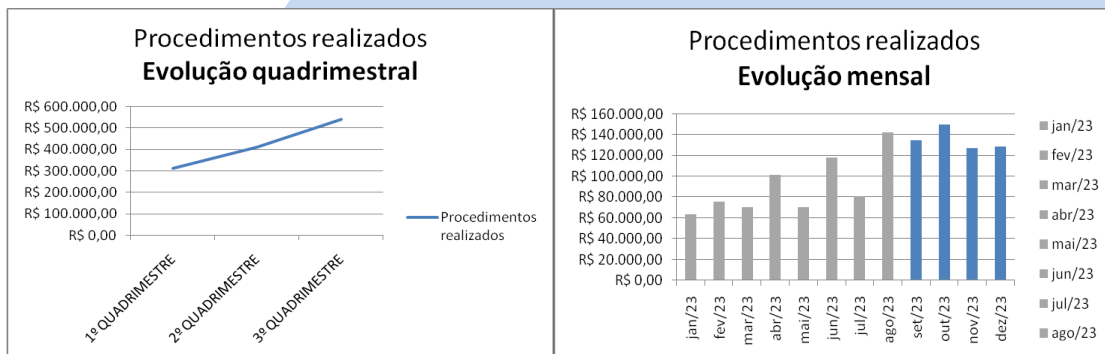 Procedimentos realizados
Evolução quadrimestral
R$ 600.000,00
R$ 500.000,00
R$ 400.000,00
R$ 300.000,00
R$ 200.000,00
R$ 100.000,00
R$ 0,00
Procedimentos
realizados
1º QUADRIMESTRE
2º QUADRIMESTRE
3º QUADRIMESTRE
Procedimentos realizados
Evolução mensal
R$ 160.000,00
R$ 140.000,00
R$ 120.000,00
R$ 100.000,00
R$ 80.000,00
R$ 60.000,00
R$ 40.000,00
R$ 20.000,00
R$ 0,00
jan/23
fev/23
mar/23
abr/23
mai/23
jun/23
jul/23
ago/23
set/23
out/23
nov/23
dez/23
jan/23
fev/23
mar/23
abr/23
mai/23
jun/23
jul/23
ago/23